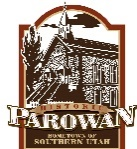 HISTORIC
PAROWAN
HOMETOWN OF
SOUTHERN UTAH